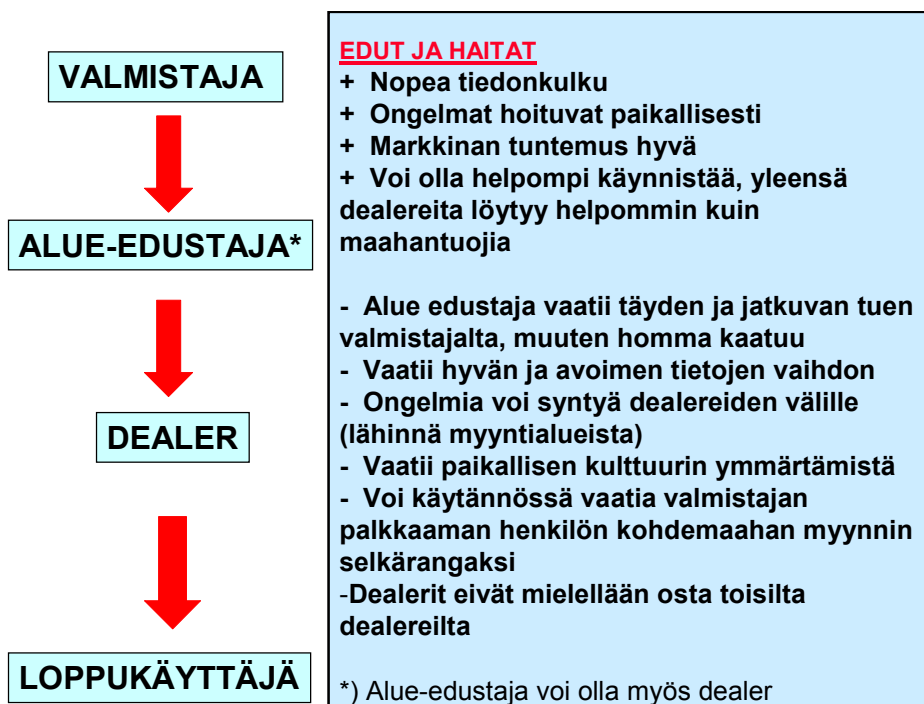 VALMISTAJA
ALUE-EDUSTAJA*
DEALER
LOPPUKÄYTTÄJÄ
EDUT JA HAITAT
+ Nopea tiedonkulku
+ Ongelmat hoituvat paikallisesti
+ Markkinan tuntemus hyvä
+ Voi olla helpompi käynnistää, yleensä
dealereita löytyy helpommin kuin
maahantuojia
- Alue edustaja vaatii täyden ja jatkuvan tuen
valmistajalta, muuten homma kaatuu
- Vaatii hyvän ja avoimen tietojen vaihdon
- Ongelmia voi syntyä dealereiden välille
(lähinnä myyntialueista)
- Vaatii paikallisen kulttuurin ymmärtämistä
- Voi käytännössä vaatia valmistajan
palkkaaman henkilön kohdemaahan myynnin
selkärangaksi
-Dealerit eivät mielellään osta toisilta
dealereilta
*) Alue-edustaja voi olla myös dealer